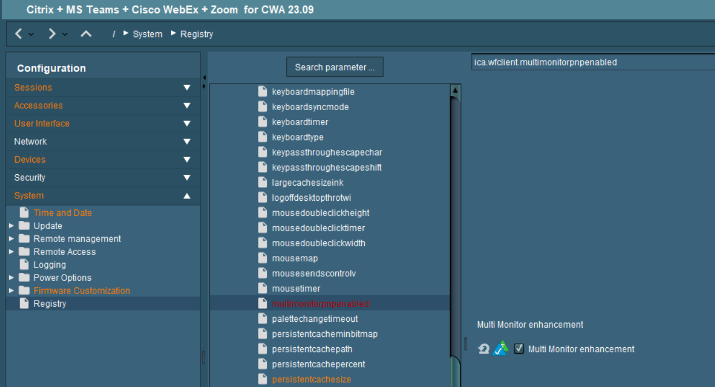 Citrix + MS Teams + Cisco WebEx + Zoom for CWA 23.09
/ System Registry
Configuration
Sessions
Accessories
User Interface
Network
Devices
Security
System
Time and Date
Update
Remote management
Remote Access
Logging
Power Options
Firmware Customization
Registry
Search parameter ...
keyboardmappingfile
keyboardsyncmode
keyboardtimer
keyboardtype
keypassthroughescapechar
keypassthroughescapeshift
largecachesizeink
logoffdesktopthrotwi
mousedoubleclickheight
mousedoubleclicktimer
mousedoubleclickwidth
mousemap
mousesendscontrolv
mousetimer
multimonitorpnpenabled
palettechangetimeout
persistentcacheminbitmap
persistentcachepath
persistentcachepercent
persistentcachesize
ica.wfclient.multimonitorpnpenabled
Multi Monitor enhancement
Multi Monitor enhancement